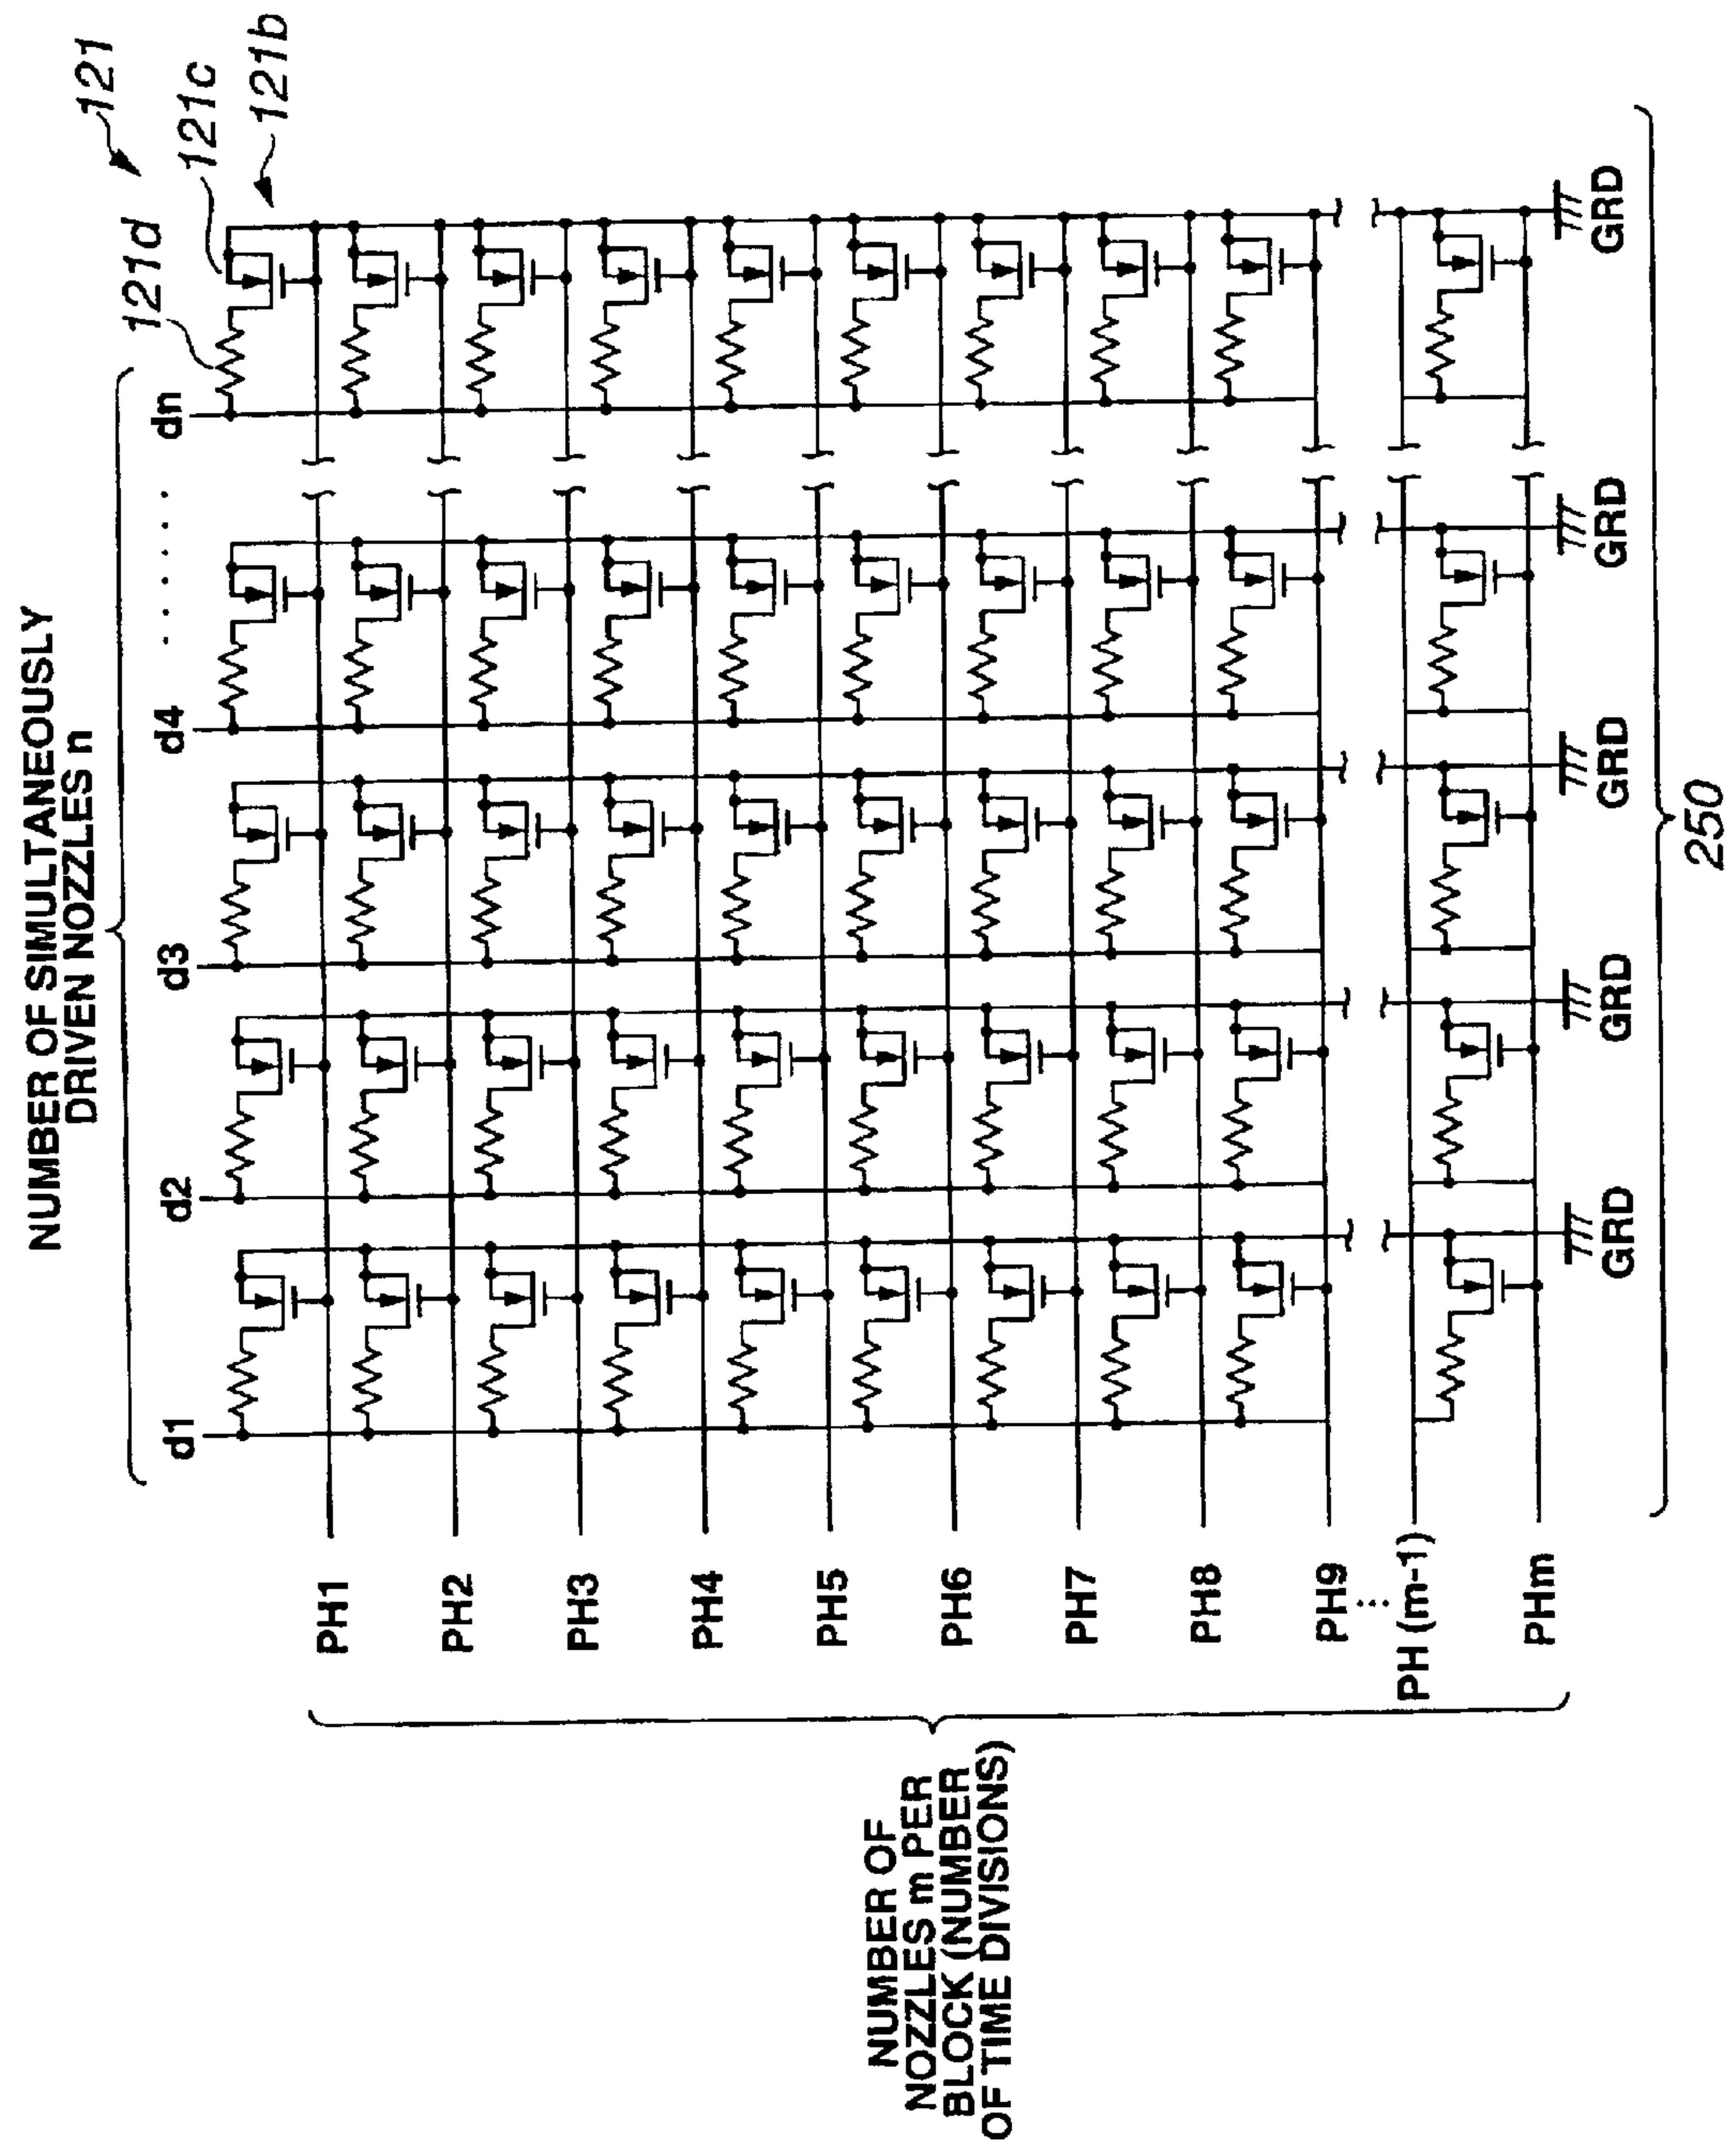 NUMBER OF SIMULTANEOUSLY
DRIVEN NOZZLES n
121
121d
121c
121b
d1
d2
d3
d4
......
dn
NUMBER OF
NOZZLES m PER
BLOCK (NUMBER
OF TIME DIVISIONS)
PH1
PH2
PH3
PH4
PH5
PH6
PH7
PH8
PH9
...
PH (m-1)
PHm
GRD
GRD
GRD
GRD
GRD
250